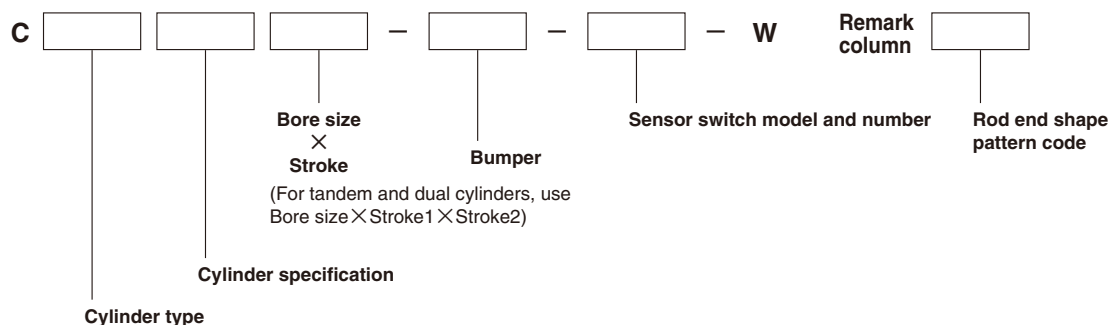 C – – – W Remark
column
Bore size
×
Stroke
(For tandem and dual cylinders, use
Bore size×Stroke1×Stroke2)
Bumper
Sensor switch model and number
Rod end shape
pattern code
Cylinder specification
Cylinder type